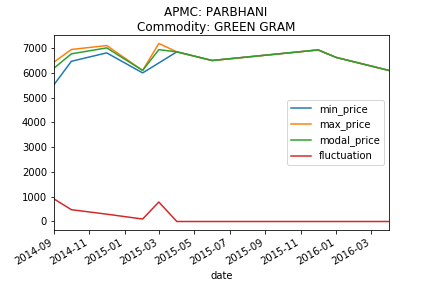 APMC: PARBHANI
Commodity: GREEN GRAM
7000
6000
5000
4000
3000
2000
1000
0
min_price
max_price
modal_price
fluctuation
2014-09
2014-11
2015-01
2015-03
2015-05
2015-07
2015-09
2015-11
2016-01
2016-03
date